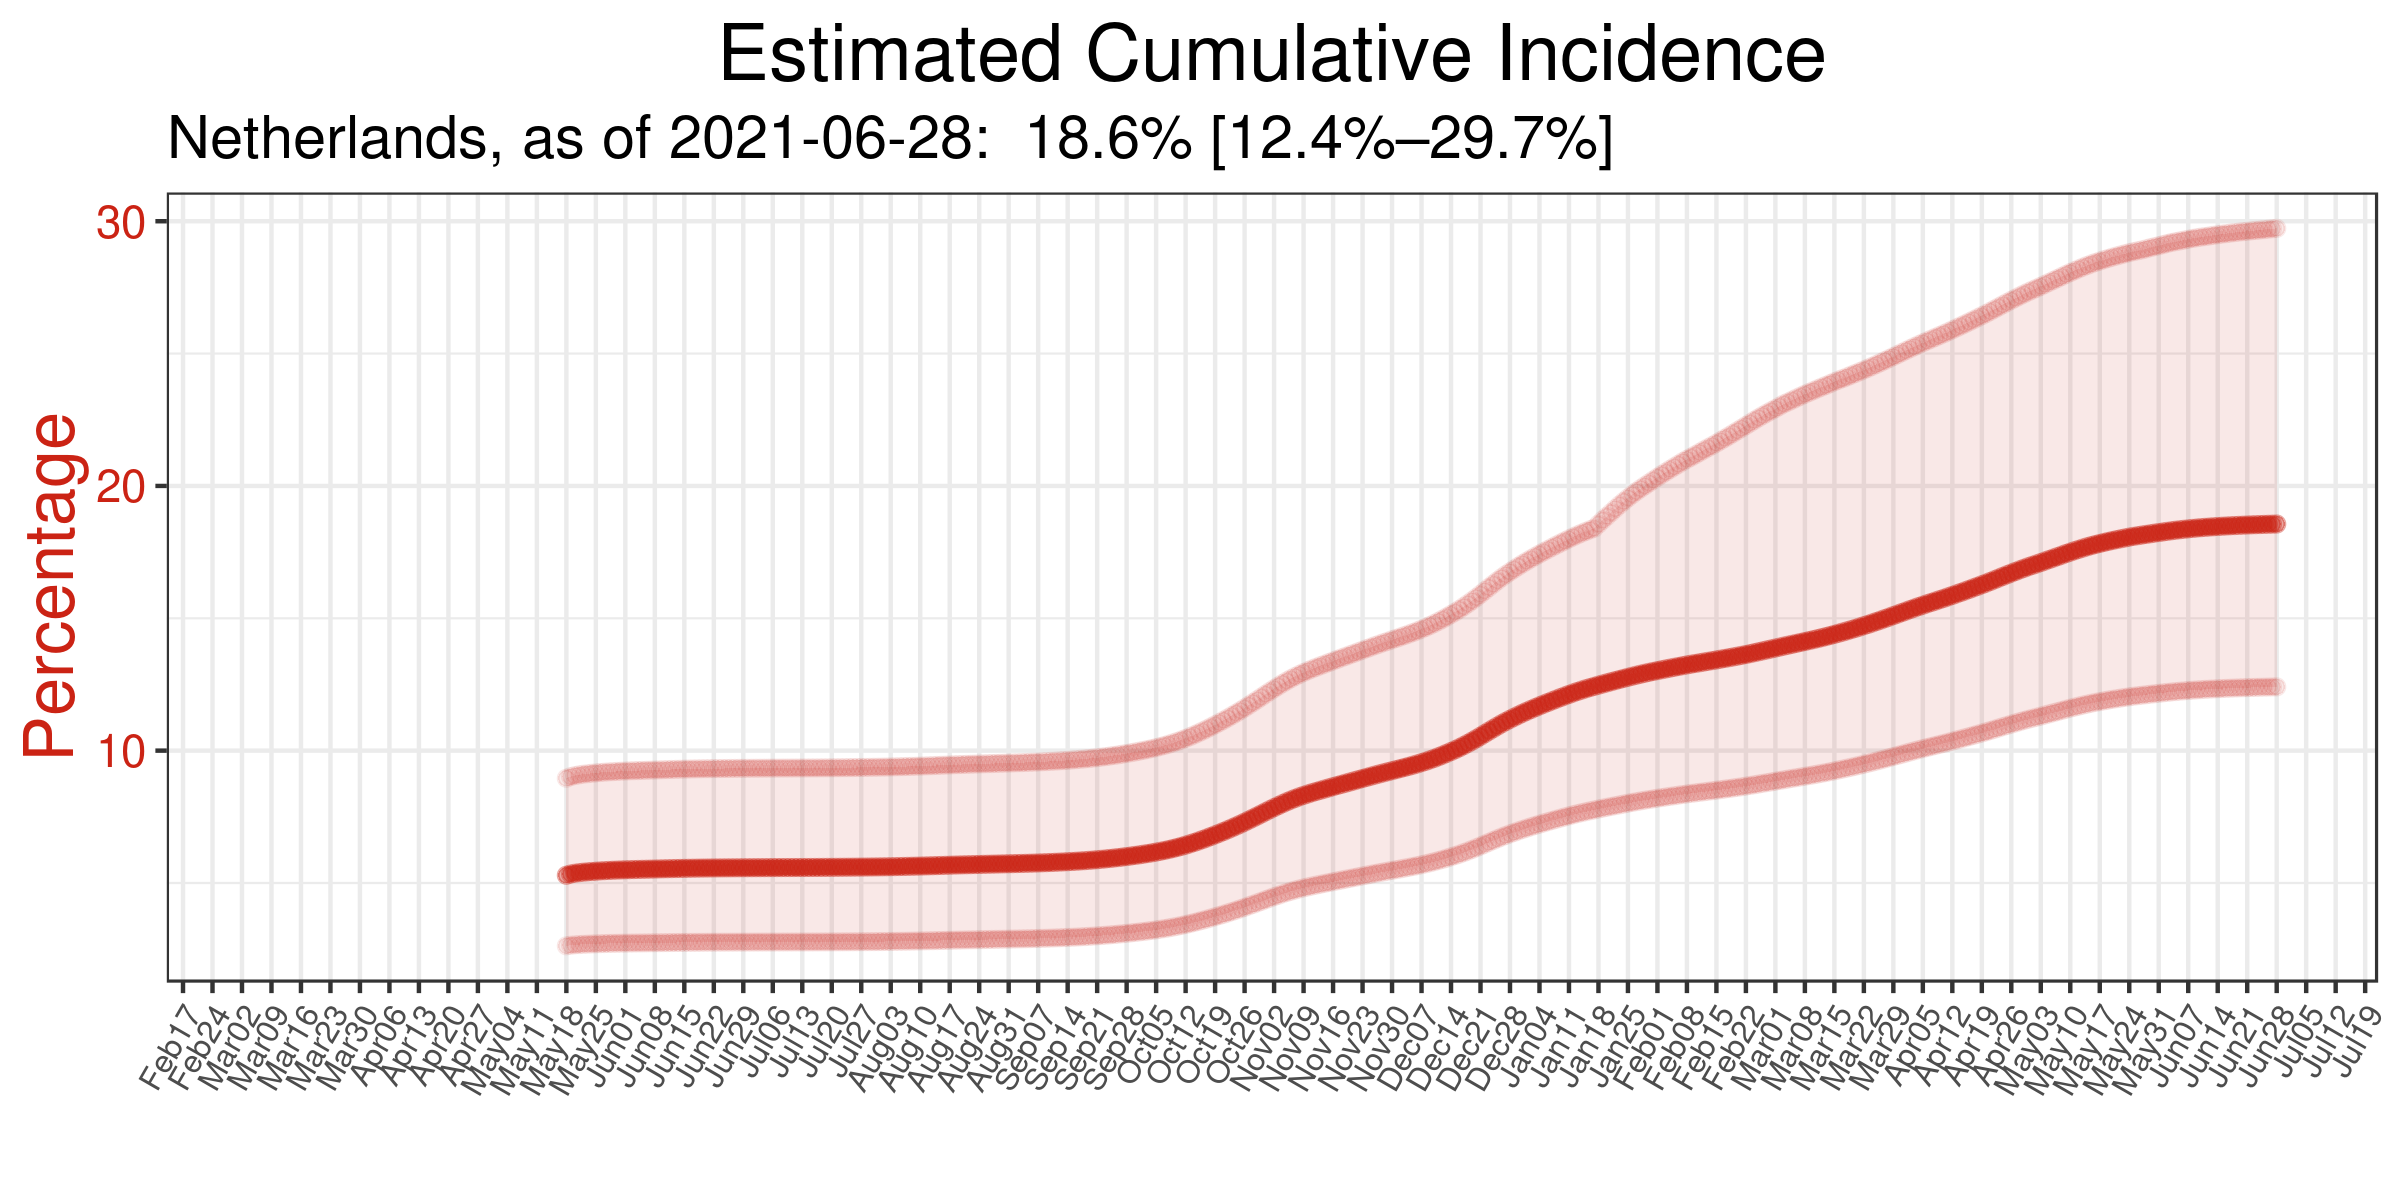 Estimated Cumulative Incidence
Netherlands, as of 2021-06-28:  18.6% [12.4%–29.7%]
Percentage
30
20
10
Feb17
Feb24
Mar02
Mar09
Mar16
Mar23
Mar30
Apr06
Apr13
Apr20
Apr27
May04
May11
May18
May25
Jun01
Jun08
Jun15
Jun22
Jun29
Jul06
Jul13
Jul20
Jul27
Aug03
Aug10
Aug17
Aug24
Aug31
Sep07
Sep14
Sep21
Sep28
Oct05
Oct12
Oct19
Oct26
Nov02
Nov09
Nov16
Nov23
Nov30
Dec07
Dec14
Dec21
Dec28
Jan04
Jan11
Jan18
Jan25
Feb01
Feb08
Feb15
Feb22
Mar01
Mar08
Mar15
Mar22
Mar29
Apr05
Apr12
Apr19
Apr26
May03
May10
May17
May24
May31
Jun07
Jun14
Jun21
Jun28
Jul05
Jul12
Jul19